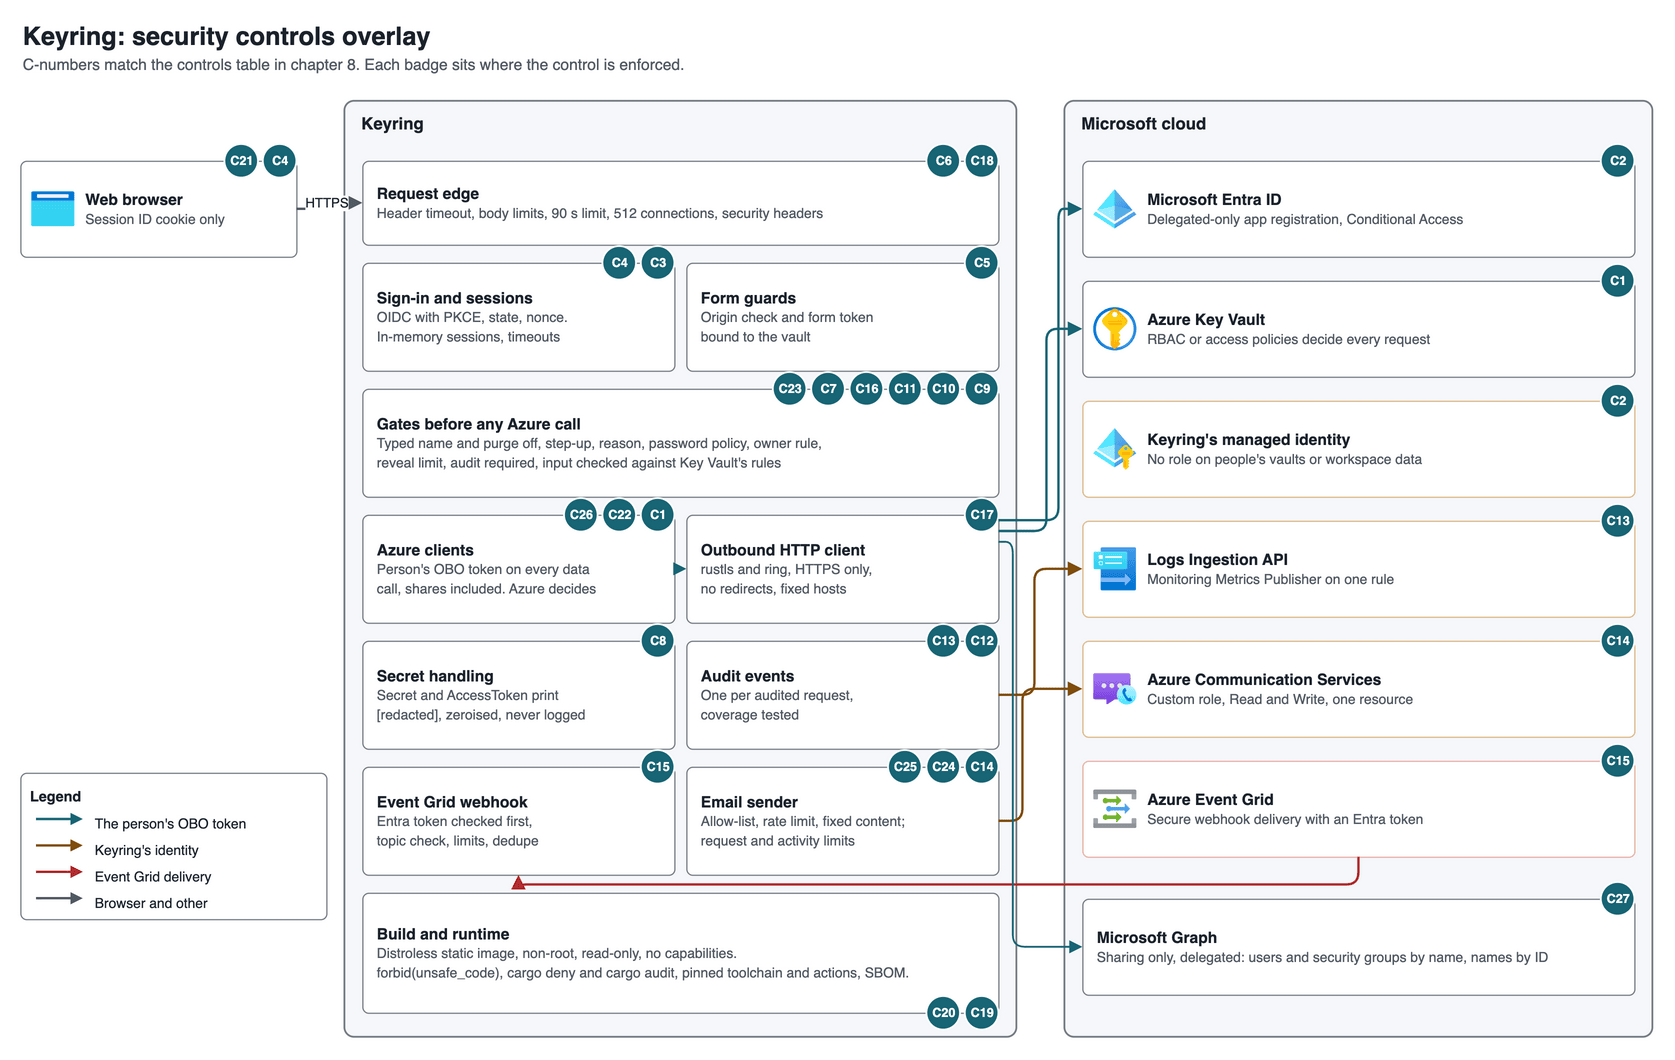 Keyring: security controls overlay
C-numbers match the controls table in chapter 8. Each badge sits where the control is enforced.
C21 C4
Web browser
Session ID cookie only
HTTPS
Keyring
C6 C18
Request edge
Header timeout, body limits, 90 s limit, 512 connections, security headers
C4 C3
Sign-in and sessions
OIDC with PKCE, state, nonce.
In-memory sessions, timeouts
C5
Form guards
Origin check and form token
bound to the vault
C23 C7 C16 C11 C10 C9
Gates before any Azure call
Typed name and purge off, step-up, reason, password policy, owner rule,
reveal limit, audit required, input checked against Key Vault's rules
C26 C22 C1
Azure clients
Person's OBO token on every data
call, shares included. Azure decides
C17
Outbound HTTP client
rustls and ring, HTTPS only,
no redirects, fixed hosts
C8
Secret handling
Secret and AccessToken print
[redacted], zeroised, never logged
C13 C12
Audit events
One per audited request,
coverage tested
C15
Event Grid webhook
Entra token checked first,
topic check, limits, dedupe
C25 C24 C14
Email sender
Allow-list, rate limit, fixed content;
request and activity limits
Build and runtime
Distroless static image, non-root, read-only, no capabilities.
forbid(unsafe_code), cargo deny and cargo audit, pinned toolchain and actions, SBOM.
C20 C19
Microsoft cloud
C2
Microsoft Entra ID
Delegated-only app registration, Conditional Access
C1
Azure Key Vault
RBAC or access policies decide every request
C2
Keyring's managed identity
No role on people's vaults or workspace data
C13
Logs Ingestion API
Monitoring Metrics Publisher on one rule
C14
Azure Communication Services
Custom role, Read and Write, one resource
C15
Azure Event Grid
Secure webhook delivery with an Entra token
C27
Microsoft Graph
Sharing only, delegated: users and security groups by name, names by ID
Legend
The person's OBO token
Keyring's identity
Event Grid delivery
Browser and other